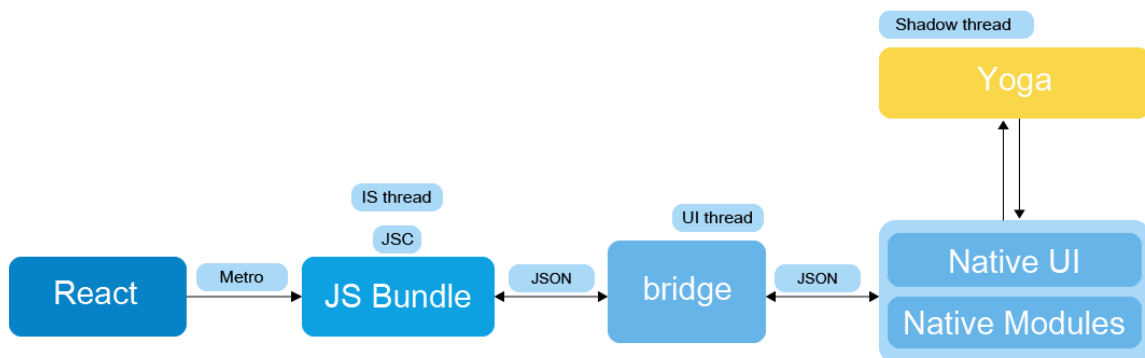 Shadow thread
Yoga
IS thread
UI thread
JSC
React
Metro
JS Bundle
JSON
bridge
JSON
Native UI
Native Modules